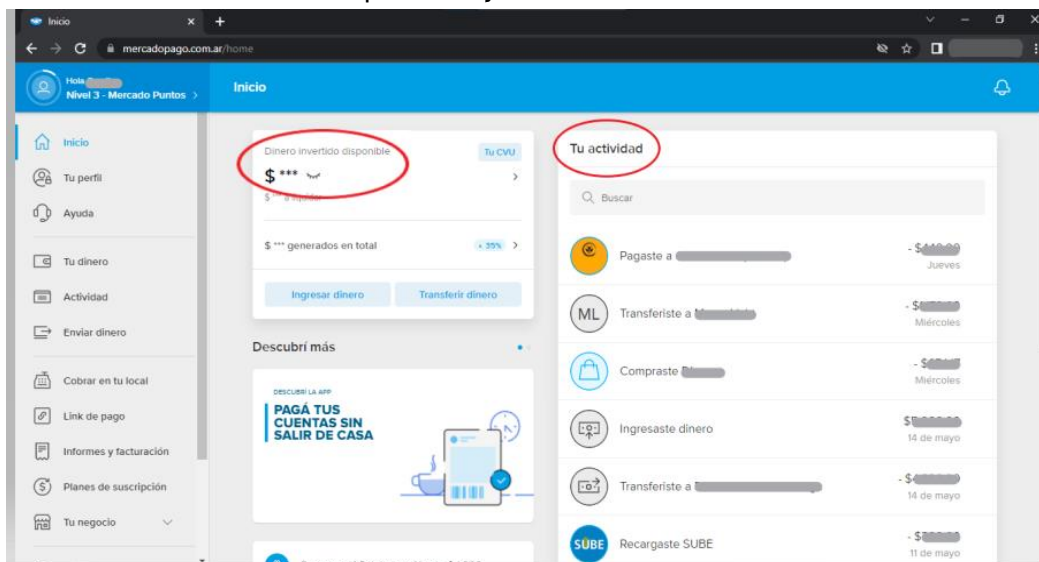 Inicio
mercadopago.com.ar/home
Hola
Nivel 3 - Mercado Puntos
Inicio
Inicio
Tu perfil
Ayuda
Tu dinero
Actividad
Enviar dinero
Cobrar en tu local
Link de pago
Informes y facturación
Planes de suscripción
Tu negocio
Dinero invertido disponible
Tu CVU
$ ***
$ ***
$ *** generados en total
35%
Ingresar dinero
Transferir dinero
Descubrí más
DESCUBRÍ LA APP
PAGÁ TUS
CUENTAS SIN
SALIR DE CASA
Tu actividad
Buscar
Pagaste a
- $
Jueves
ML
Transferiste a
- $
Miércoles
Compraste
- $
Miércoles
Ingresaste dinero
$
14 de mayo
Transferiste a
- $
14 de mayo
SUBE
Recargaste SUBE
- $
11 de mayo